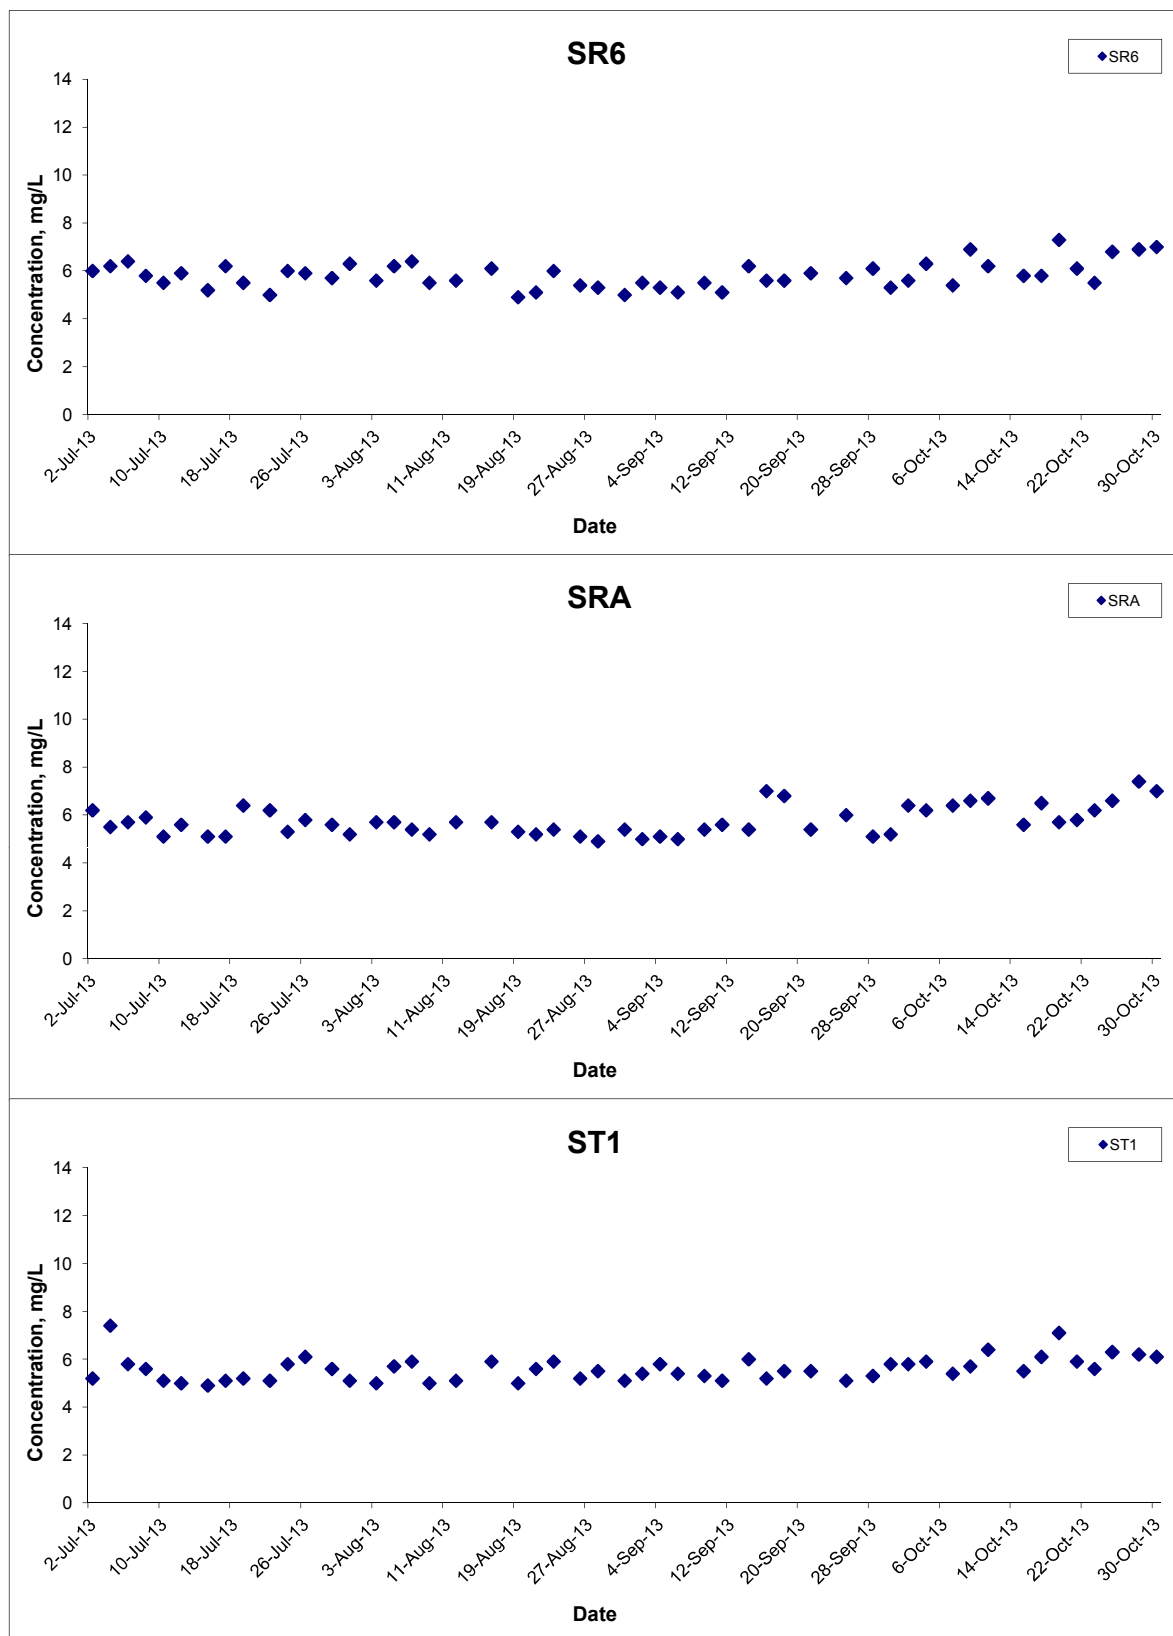 SR6
SR6
Concentration, mg/L
14
12
10
8
6
4
2
0
2-Jul-13
10-Jul-13
18-Jul-13
26-Jul-13
3-Aug-13
11-Aug-13
19-Aug-13
27-Aug-13
4-Sep-13
12-Sep-13
20-Sep-13
28-Sep-13
6-Oct-13
14-Oct-13
22-Oct-13
30-Oct-13
Date
SRA
SRA
Concentration, mg/L
14
12
10
8
6
4
2
0
2-Jul-13
10-Jul-13
18-Jul-13
26-Jul-13
3-Aug-13
11-Aug-13
19-Aug-13
27-Aug-13
4-Sep-13
12-Sep-13
20-Sep-13
28-Sep-13
6-Oct-13
14-Oct-13
22-Oct-13
30-Oct-13
Date
ST1
ST1
Concentration, mg/L
14
12
10
8
6
4
2
0
2-Jul-13
10-Jul-13
18-Jul-13
26-Jul-13
3-Aug-13
11-Aug-13
19-Aug-13
27-Aug-13
4-Sep-13
12-Sep-13
20-Sep-13
28-Sep-13
6-Oct-13
14-Oct-13
22-Oct-13
30-Oct-13
Date